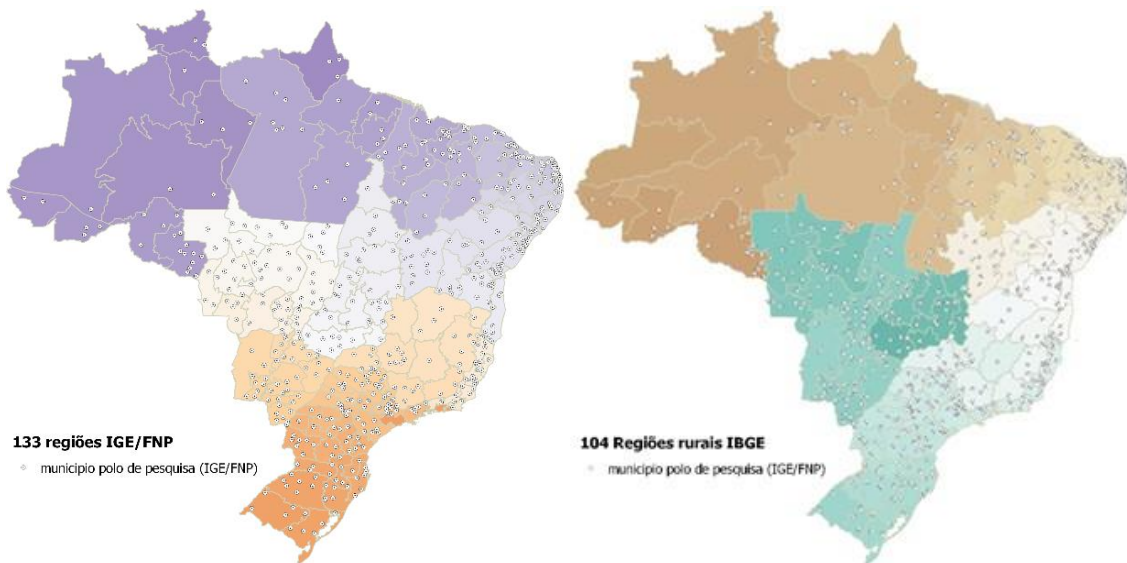 133 regiões IGE/FNP
município polo de pesquisa (IGE/FNP)
104 Regiões rurais IBGE
município polo de pesquisa (IGE/FNP)